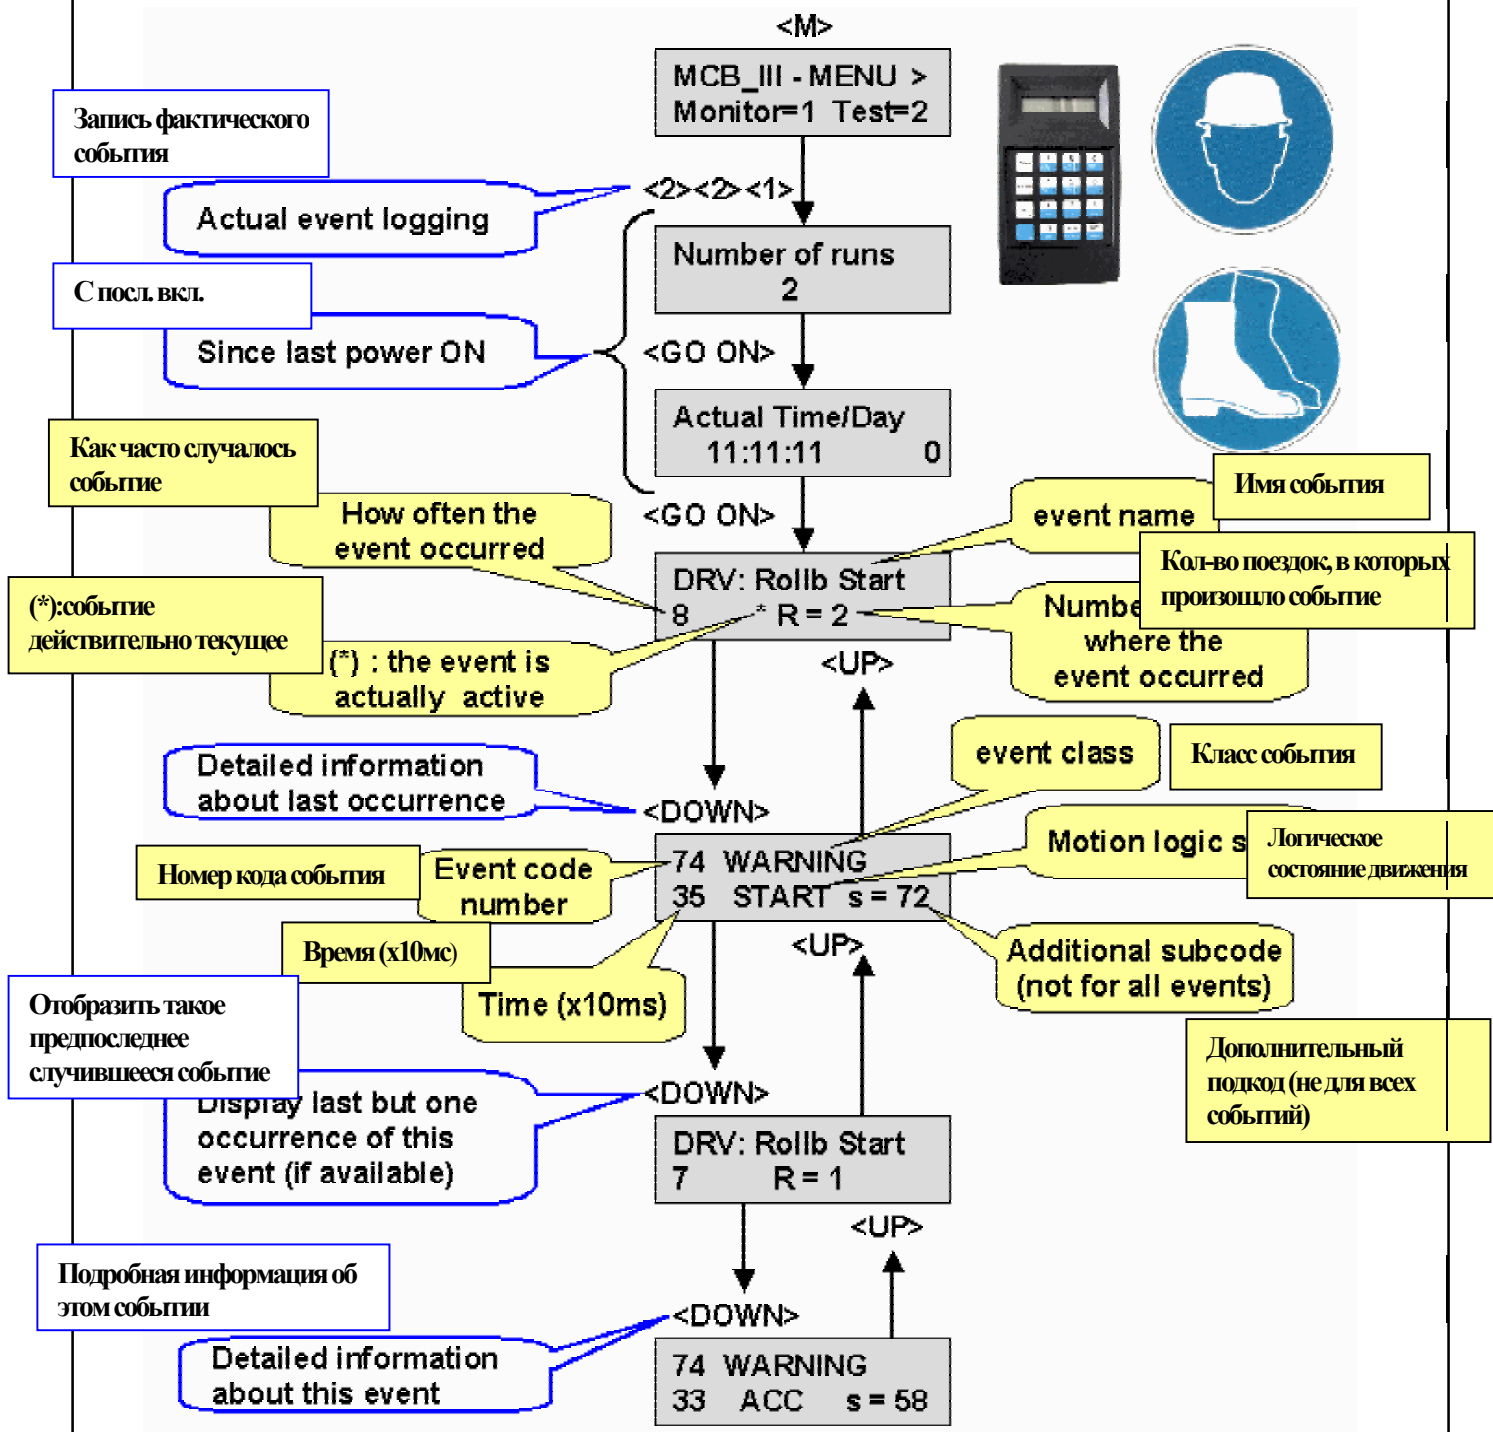 <M>
MCB_III - MENU >
Monitor=1 Test=2
Запись фактического
события
<2><2><1>
Actual event logging
Number of runs
2
С посл. вкл.
Since last power ON
<GO ON>
Actual Time/Day
11:11:11 0
Как часто случалось
событие
<GO ON>
How often the
event occurred
event name
Имя события
DRV: Rollb Start
8 * R = 2
Кол-во поездок, в которых
произошло событие
(*):событие
действительно текущее
where the
event occurred
(*) : the event is
actually active
<UP>
event class
Класс события
Detailed information
about last occurrence
<DOWN>
74 WARNING
35 START s = 72
Motion logic s
Логическое
состояние движения
Номер кода события
Event code
number
Время (x10мс)
Time (x10ms)
<UP>
Additional subcode
(not for all events)
Отобразить такое
предпоследнее
случившееся событие
Дополнительный
подкод (не для всех
событий)
<DOWN>
Display last but one
occurrence of this
event (if available)
DRV: Rollb Start
7 R = 1
<UP>
Подробная информация об
этом событии
<DOWN>
Detailed information
about this event
74 WARNING
33 ACC s = 58